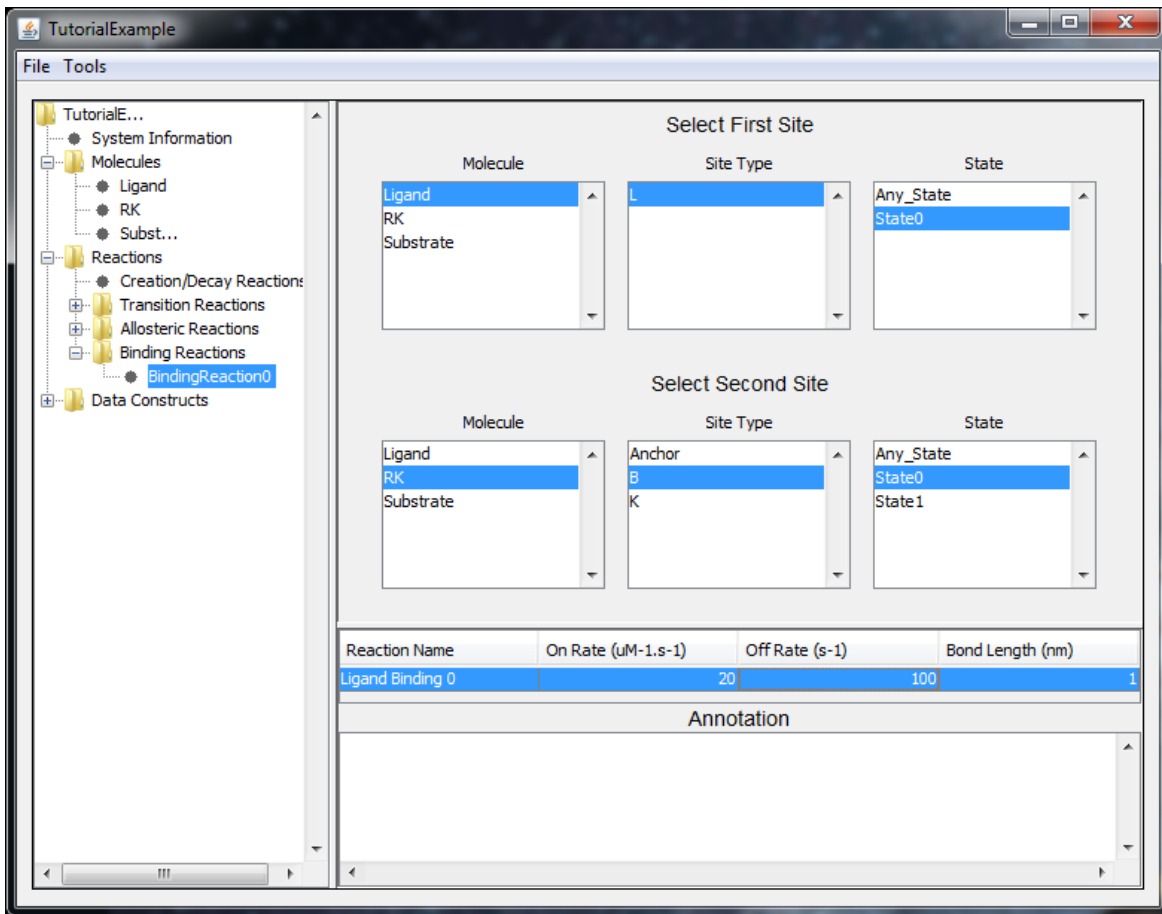 TutorialExample
File Tools
TutorialE...
System Information
Molecules
Ligand
RK
Subst...
Reactions
Creation/Decay Reactions
Transition Reactions
Allosteric Reactions
Binding Reactions
BindingReaction0
Data Constructs
Select First Site
Molecule Site Type State
Ligand L Any_State
RK State0
Substrate
Select Second Site
Molecule Site Type State
Ligand Anchor Any_State
RK B State0
Substrate K State1
Reaction Name On Rate (uM-1.s-1) Off Rate (s-1) Bond Length (nm)
Ligand Binding 0 20 100 1
Annotation